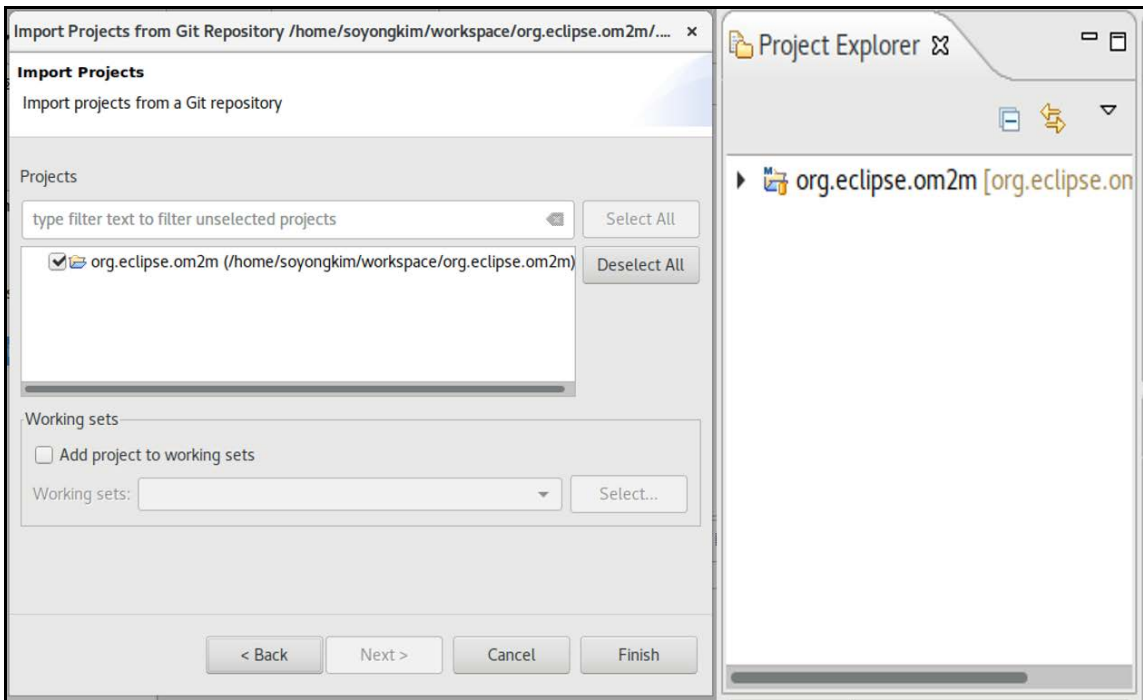 Import Projects from Git Repository /home/soyongkim/workspace/org.eclipse.om2m/....
Import Projects
Import projects from a Git repository
Projects
type filter text to filter unselected projects
Select All
org.eclipse.om2m (/home/soyongkim/workspace/org.eclipse.om2m)
Deselect All
Working sets
Add project to working sets
Working sets:
Select...
< Back
Next >
Cancel
Finish
Project Explorer
org.eclipse.om2m [org.eclipse.om